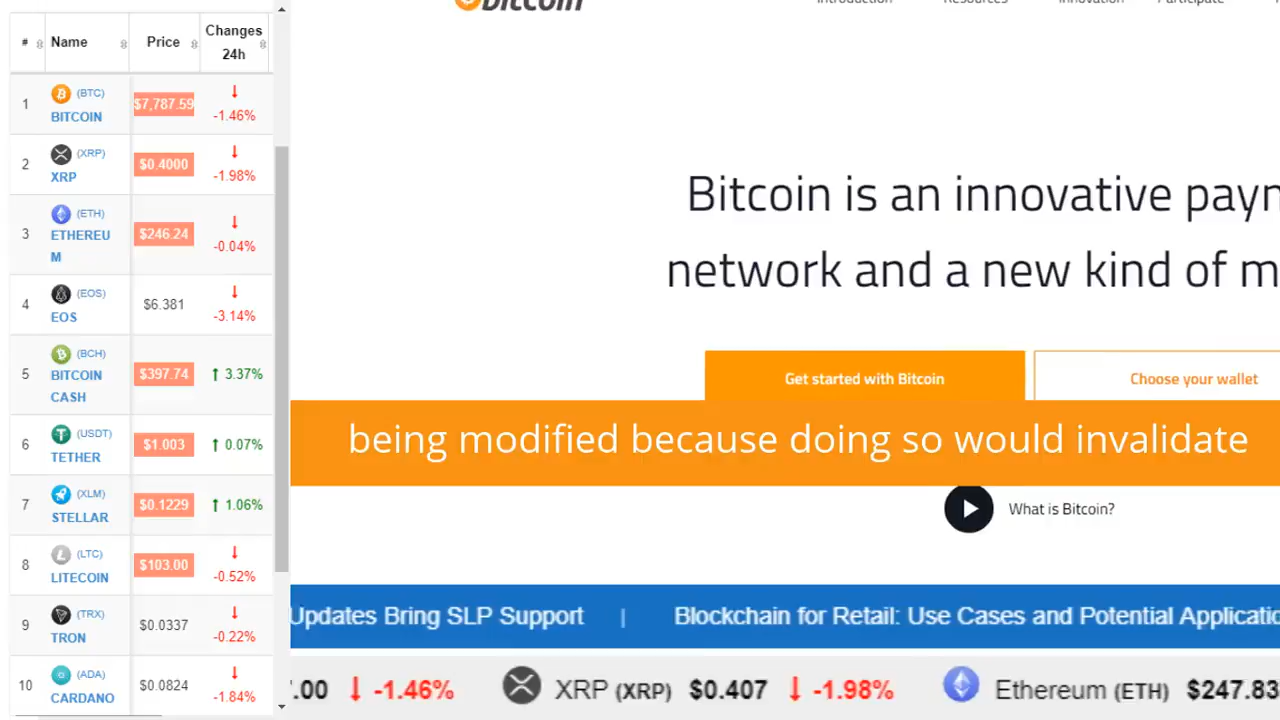 # Name Price Changes 24h
1 (BTC) BITCOIN $7,787.59 -1.46%
2 (XRP) XRP $0.4000 -1.98%
3 (ETH) ETHEREU M $246.24 -0.04%
4 (EOS) EOS $6.381 -3.14%
5 (BCH) BITCOIN CASH $397.74 3.37%
6 (USDT) TETHER $1.003 0.07%
7 (XLM) STELLAR $0.1229 1.06%
8 (LTC) LITECOIN $103.00 -0.52%
9 (TRX) TRON $0.0337 -0.22%
10 (ADA) CARDANO $0.0824 -1.84%
bitcoin
Introduction Resources Innovation Participate
Bitcoin is an innovative payn
network and a new kind of m
Get started with Bitcoin Choose your wallet
being modified because doing so would invalidate
What is Bitcoin?
Updates Bring SLP Support | Blockchain for Retail: Use Cases and Potential Applicatio
7.00 -1.46% XRP (XRP) $0.407 -1.98% Ethereum (ETH) $247.83